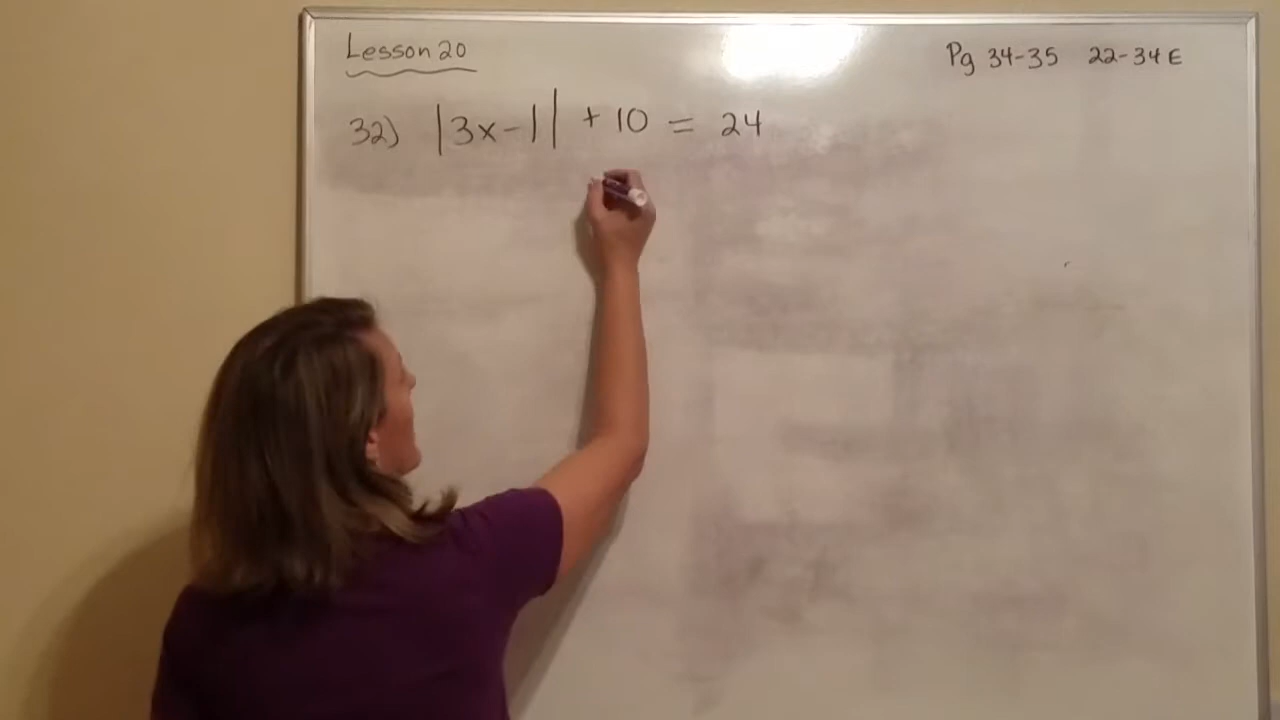 Lesson 20
Pg 34-35 22-34 E
32) |3x-1| + 10 = 24